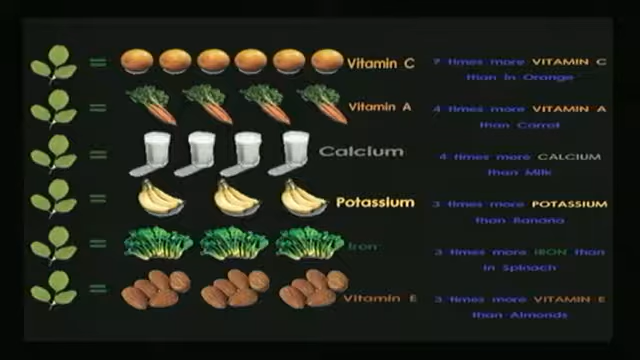 = Vitamin C
7 times more VITAMIN C
than in Orange
= Vitamin A
4 times more VITAMIN A
than Carrot
= Calcium
4 times more CALCIUM
than Milk
= Potassium
3 times more POTASSIUM
than Banana
= Iron
3 times more IRON than
in Spinach
= Vitamin E
3 times more VITAMIN E
than Almonds